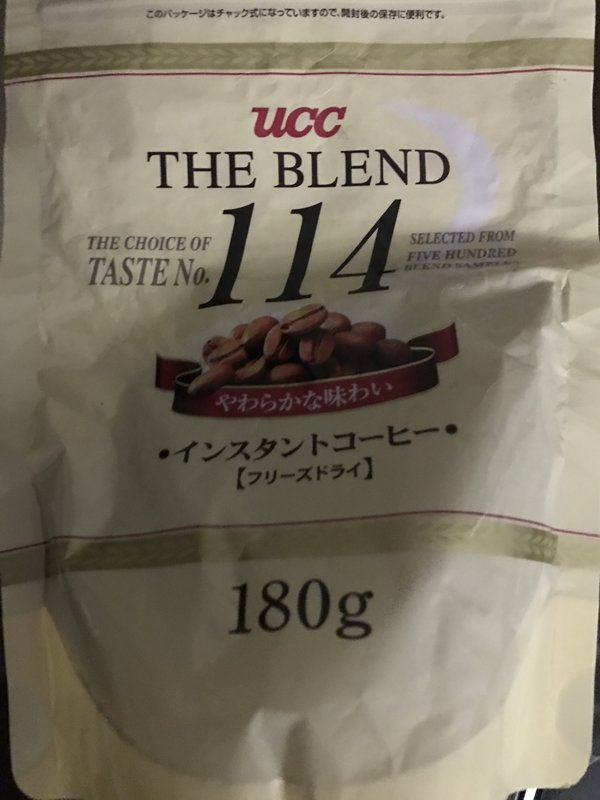 このパッケージはチャック式になっていますので、開封後の保存に便利です。
ucc
THE BLEND
114
THE CHOICE OF
TASTE No.
SELECTED FROM
FIVE HUNDRED
BLEND SAMPLES
やわらかな味わい
•インスタントコーヒー•
【フリーズドライ】
180g